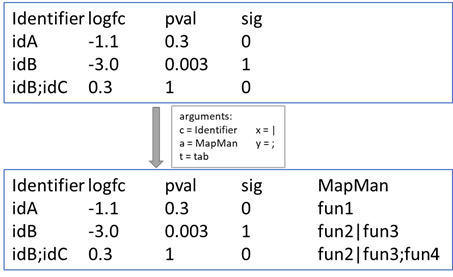 Identifier logfc pval sig
idA -1.1 0.3 0
idB -3.0 0.003 1
idB;idC 0.3 1 0
arguments:
c = Identifier x = |
a = MapMan y = ;
t = tab
Identifier logfc pval sig MapMan
idA -1.1 0.3 0 fun1
idB -3.0 0.003 1 fun2|fun3
idB;idC 0.3 1 0 fun2|fun3;fun4